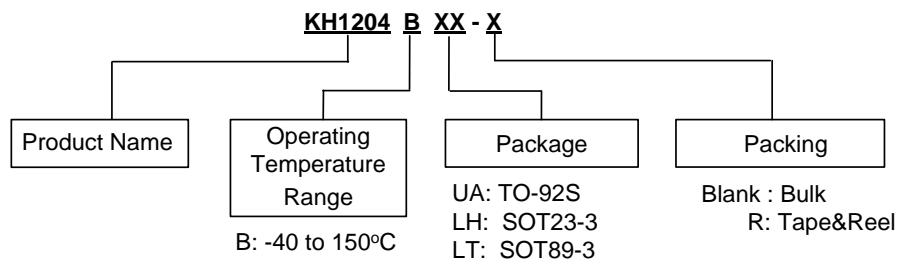 KH1204 B XX - X
Product Name
Operating
Temperature
Range
Package
Packing
B: -40 to 150°C
UA: TO-92S
LH: SOT23-3
LT: SOT89-3
Blank : Bulk
R: Tape&Reel